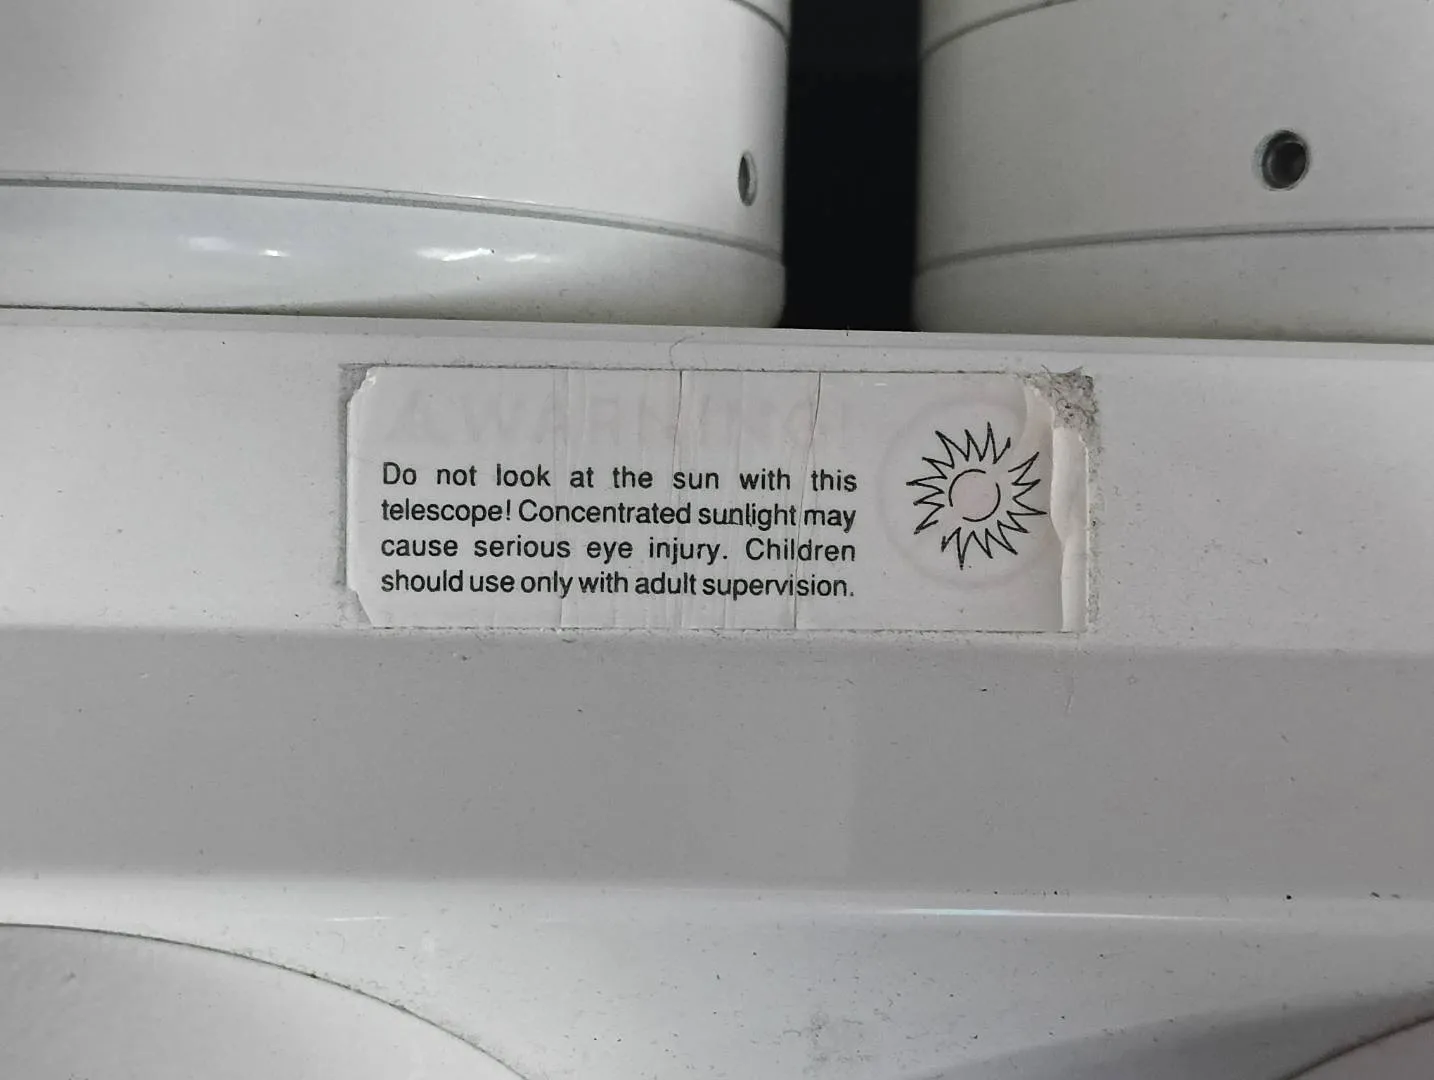 WARNING
Do not look at the sun with this
telescope! Concentrated sunlight may
cause serious eye injury. Children
should use only with adult supervision.